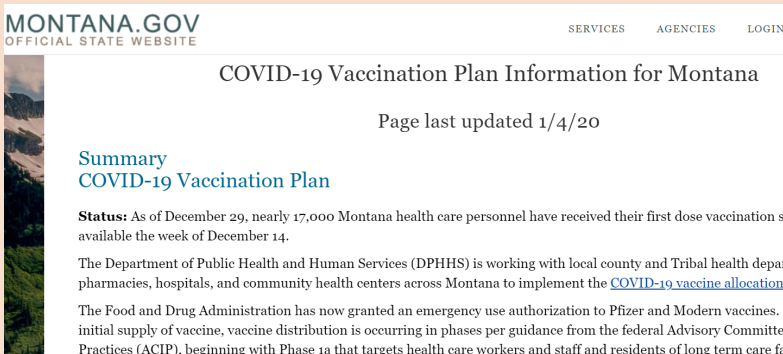 MONTANA.GOV
OFFICIAL STATE WEBSITE
SERVICES AGENCIES LOGIN
COVID-19 Vaccination Plan Information for Montana
Page last updated 1/4/20
Summary
COVID-19 Vaccination Plan
Status: As of December 29, nearly 17,000 Montana health care personnel have received their first dose vaccination s
available the week of December 14.
The Department of Public Health and Human Services (DPHHS) is working with local county and Tribal health depa
pharmacies, hospitals, and community health centers across Montana to implement the COVID-19 vaccine allocation
The Food and Drug Administration has now granted an emergency use authorization to Pfizer and Modern vaccines.
initial supply of vaccine, vaccine distribution is occurring in phases per guidance from the federal Advisory Committe
Practices (ACIP), beginning with Phase 1a that targets health care workers and staff and residents of long term care f